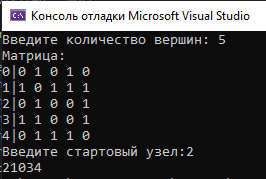 Консоль отладки Microsoft Visual Studio
Введите количество вершин: 5
Матрица:
0|0 1 0 1 0
1|1 0 1 1 1
2|0 1 0 0 1
3|1 1 0 0 1
4|0 1 1 1 0
Введите стартовый узел:2
21034